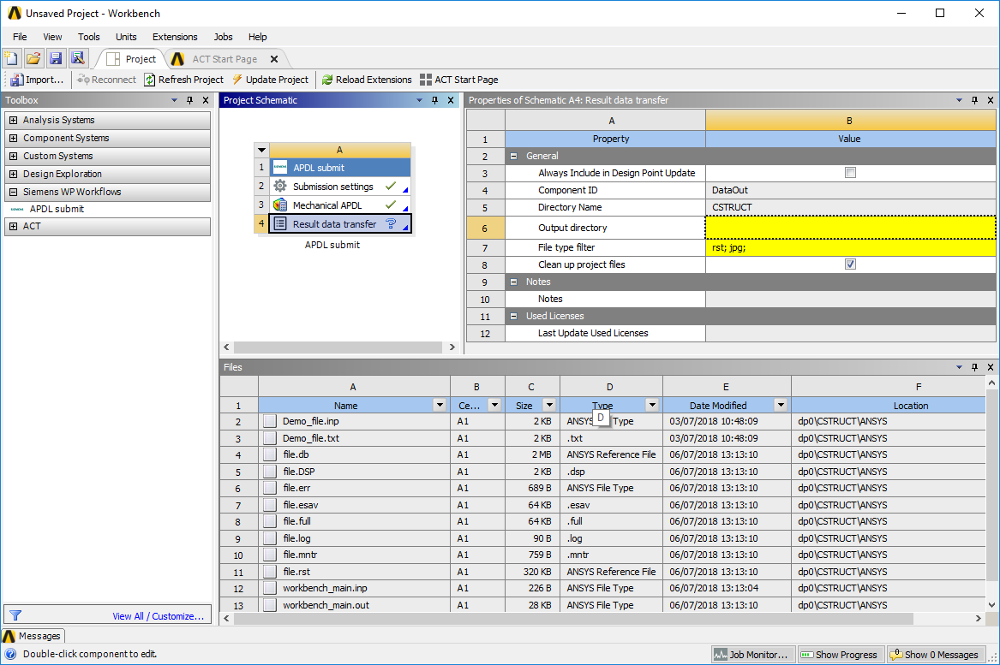 Unsaved Project - Workbench
File View Tools Units Extensions Jobs Help
Project ACT Start Page
Import... Reconnect Refresh Project Update Project Reload Extensions ACT Start Page
Toolbox
Analysis Systems
Component Systems
Custom Systems
Design Exploration
Siemens WP Workflows
SIEMENS APDL submit
ACT
View All / Customize...
Project Schematic
A
1 SIEMENS APDL submit
2 Submission settings
3 Mechanical APDL
4 Result data transfer ?
APDL submit
Properties of Schematic A4: Result data transfer
A B
1 Property Value
2 General
3 Always Include in Design Point Update
4 Component ID DataOut
5 Directory Name CSTRUCT
6 Output directory
7 File type filter rst; jpg;
8 Clean up project files
9 Notes
10 Notes
11 Used Licenses
12 Last Update Used Licenses
Files
A B C D E F
1 Name Ce... Size Type Date Modified Location
D
2 Demo_file.inp A1 2 KB ANSYS Type 03/07/2018 10:48:09 dp0\CSTRUCT\ANSYS
3 Demo_file.txt A1 2 KB .txt 03/07/2018 10:48:09 dp0\CSTRUCT\ANSYS
4 file.db A1 2 MB ANSYS Reference File 06/07/2018 13:13:10 dp0\CSTRUCT\ANSYS
5 file.DSP A1 2 KB .dsp 06/07/2018 13:13:10 dp0\CSTRUCT\ANSYS
6 file.err A1 689 B ANSYS File Type 06/07/2018 13:13:10 dp0\CSTRUCT\ANSYS
7 file.esav A1 64 KB .esav 06/07/2018 13:13:10 dp0\CSTRUCT\ANSYS
8 file.full A1 64 KB .full 06/07/2018 13:13:10 dp0\CSTRUCT\ANSYS
9 file.log A1 90 B .log 06/07/2018 13:13:10 dp0\CSTRUCT\ANSYS
10 file.mntr A1 759 B .mntr 06/07/2018 13:13:10 dp0\CSTRUCT\ANSYS
11 file.rst A1 320 KB ANSYS Reference File 06/07/2018 13:13:10 dp0\CSTRUCT\ANSYS
12 workbench_main.inp A1 226 B ANSYS File Type 06/07/2018 13:13:04 dp0\CSTRUCT\ANSYS
13 workbench_main.out A1 28 KB ANSYS File Type 06/07/2018 13:13:10 dp0\CSTRUCT\ANSYS
Messages
Double-click component to edit.
Job Monitor... Show Progress Show 0 Messages